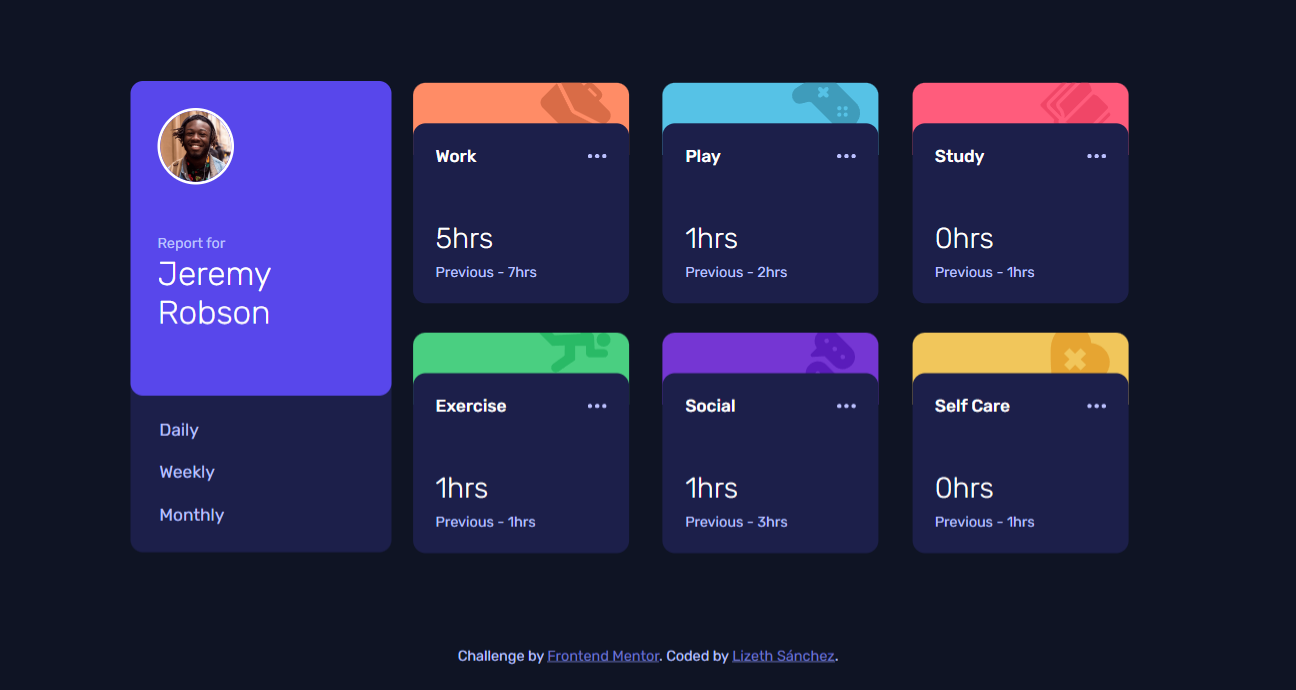 Report for
Jeremy
Robson
Daily
Weekly
Monthly
Work
5hrs
Previous - 7hrs
Play
1hrs
Previous - 2hrs
Study
0hrs
Previous - 1hrs
Exercise
1hrs
Previous - 1hrs
Social
1hrs
Previous - 3hrs
Self Care
0hrs
Previous - 1hrs
Challenge by Frontend Mentor. Coded by Lizeth Sánchez.